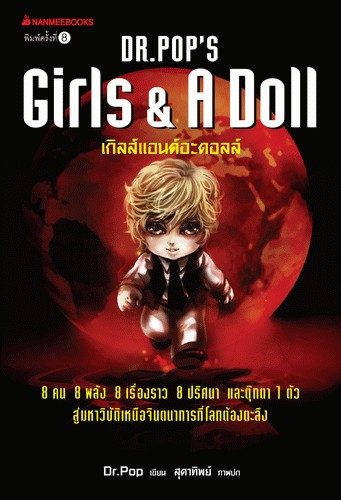 NANMEEBOOKS
พิมพ์ครั้งที่ 8
DR.POP'S
Girls & A Doll
เกิลส์แอนด์อะดอลล์
8 คน 8 พลัง 8 เรื่องราว 8 ปริศนา และตุ๊กตา 1 ตัว
สู่มหาวิบัติเหนือจินตนาการที่โลกต้องตะลึง
Dr.Pop เขียน สุดาทิพย์ ภาพปก